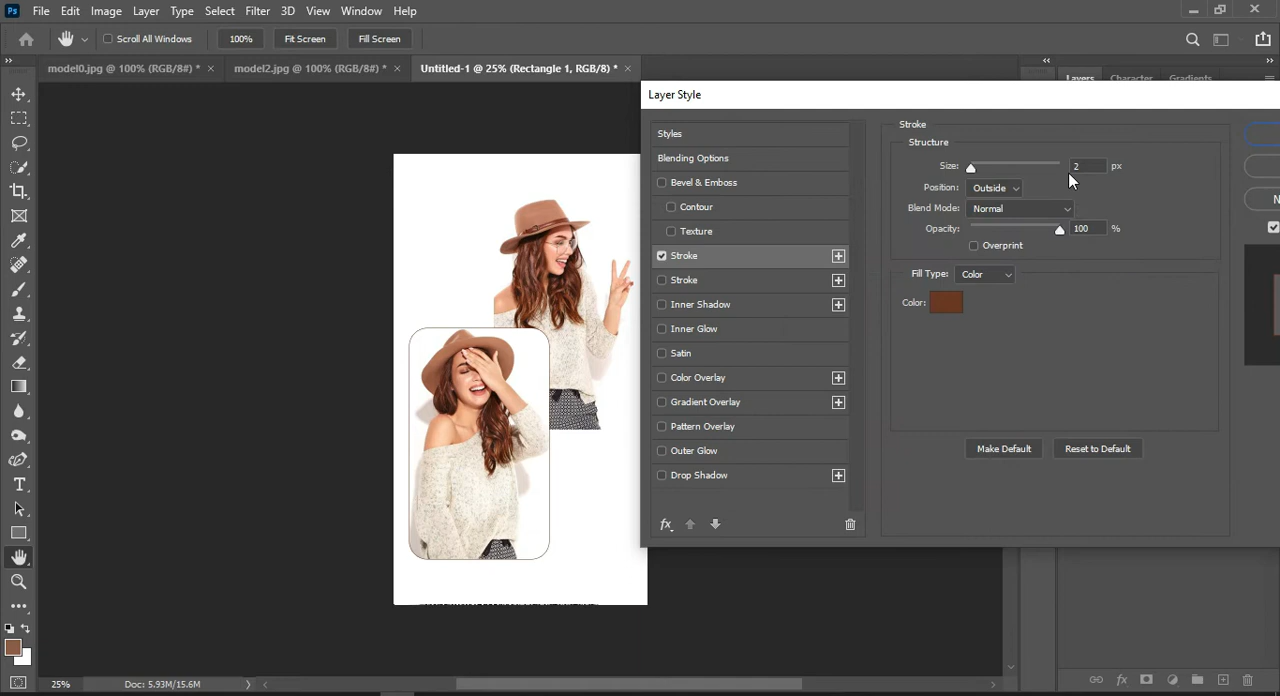 Ps File Edit Image Layer Type Select Filter 3D View Window Help
Scroll All Windows 100% Fit Screen Fill Screen
model0.jpg @ 100% (RGB/8#) * × model2.jpg @ 100% (RGB/8#) * × Untitled-1 @ 25% (Rectangle 1, RGB/8) * ×
Layers Character Gradients
Layer Style
Styles
Blending Options
Bevel & Emboss
Contour
Texture
Stroke
Stroke
Inner Shadow
Inner Glow
Satin
Color Overlay
Gradient Overlay
Pattern Overlay
Outer Glow
Drop Shadow
fx
Stroke
Structure
Size: 2 px
Position: Outside
Blend Mode: Normal
Opacity: 100 %
Overprint
Fill Type: Color
Color:
Make Default Reset to Default
N
T
25% Doc: 5.93M/15.6M
fx